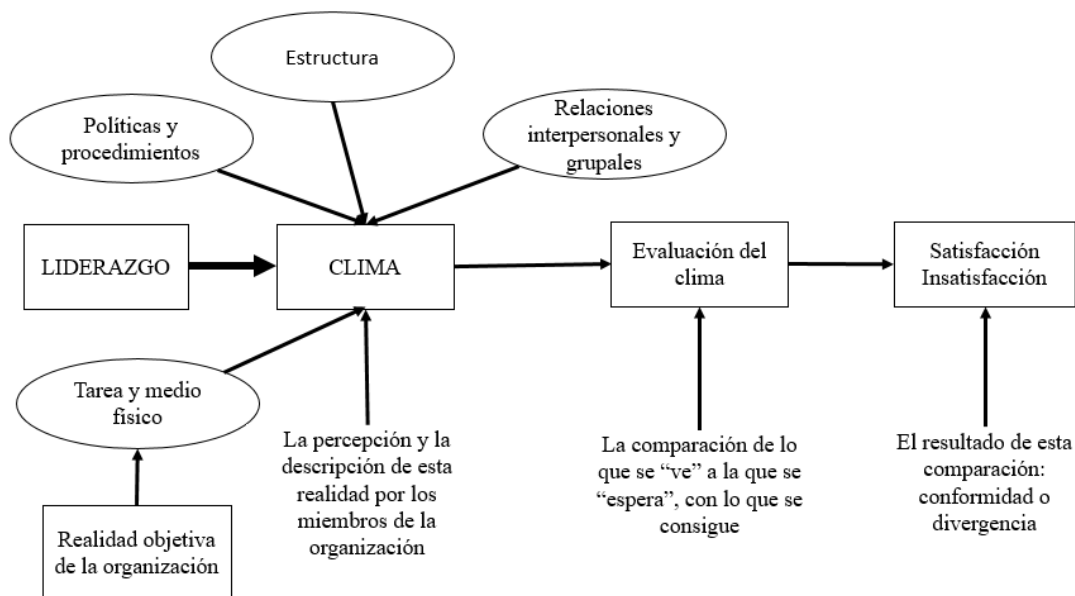 Estructura
Políticas y
procedimientos
Relaciones
interpersonales y
grupales
LIDERAZGO
CLIMA
Evaluación del
clima
Satisfacción
Insatisfacción
Tarea y medio
físico
La percepción y la
descripción de esta
realidad por los
miembros de la
organización
La comparación de lo
que se “ve” a la que se
“espera”, con lo que se
consigue
El resultado de esta
comparación:
conformidad o
divergencia
Realidad objetiva
de la organización